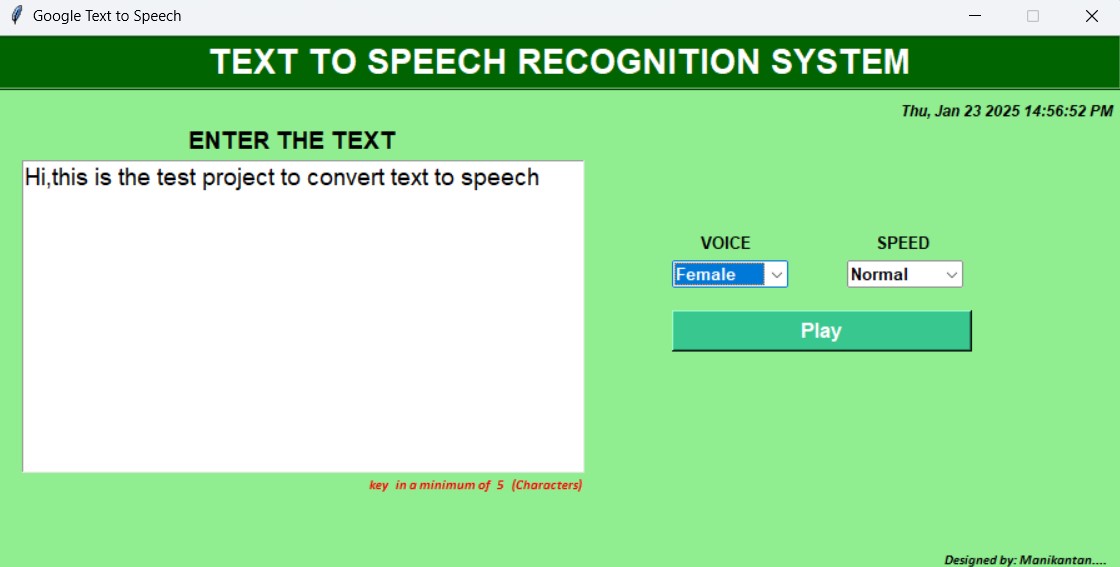 Google Text to Speech
TEXT TO SPEECH RECOGNITION SYSTEM
Thu, Jan 23 2025 14:56:52 PM
ENTER THE TEXT
Hi,this is the test project to convert text to speech
VOICE SPEED
Female Normal
Play
key in a minimum of 5 (Characters)
Designed by: Manikantan....